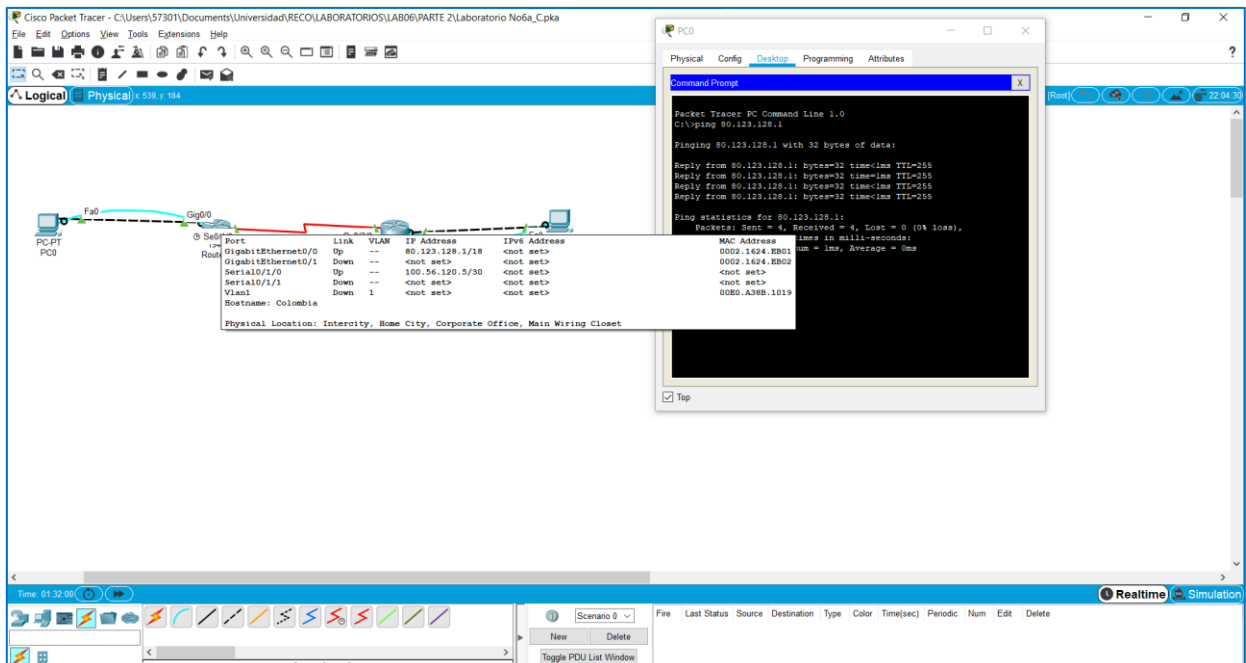 Cisco Packet Tracer - C:\Users\57301\Documents\Universidad\RECO\LABORATORIOS\LAB06\PARTE 2\Laboratorio No6a_C.pka
File Edit Options View Tools Extensions Help
?
Logical Physical x: 539, y: 184
[Root] 22:04:30
PC0
Physical Config Desktop Programming Attributes
Command Prompt X
Packet Tracer PC Command Line 1.0
C:\>ping 80.123.128.1
Pinging 80.123.128.1 with 32 bytes of data:
Reply from 80.123.128.1: bytes=32 time<1ms TTL=255
Reply from 80.123.128.1: bytes=32 time=1ms TTL=255
Reply from 80.123.128.1: bytes=32 time<1ms TTL=255
Reply from 80.123.128.1: bytes=32 time<1ms TTL=255
Ping statistics for 80.123.128.1:
Packets: Sent = 4, Received = 4, Lost = 0 (0% loss),
times in milli-seconds:
um = 1ms, Average = 0ms
Top
Fa0
Gig0/0
PC-PT
PC0
Port Link VLAN IP Address IPv6 Address MAC Address
GigabitEthernet0/0 Up -- 80.123.128.1/18 <not set> 0002.1624.EB01
GigabitEthernet0/1 Down -- <not set> <not set> 0002.1624.EB02
Serial0/1/0 Up -- 100.56.120.5/30 <not set> <not set>
Serial0/1/1 Down -- <not set> <not set> <not set>
Vlan1 Down 1 <not set> <not set> 00E0.A38B.1019
Hostname: Colombia
Physical Location: Intercity, Home City, Corporate Office, Main Wiring Closet
Time: 01:32:00
Realtime Simulation
Scenario 0
New Delete
Toggle PDU List Window
Fire Last Status Source Destination Type Color Time(sec) Periodic Num Edit Delete